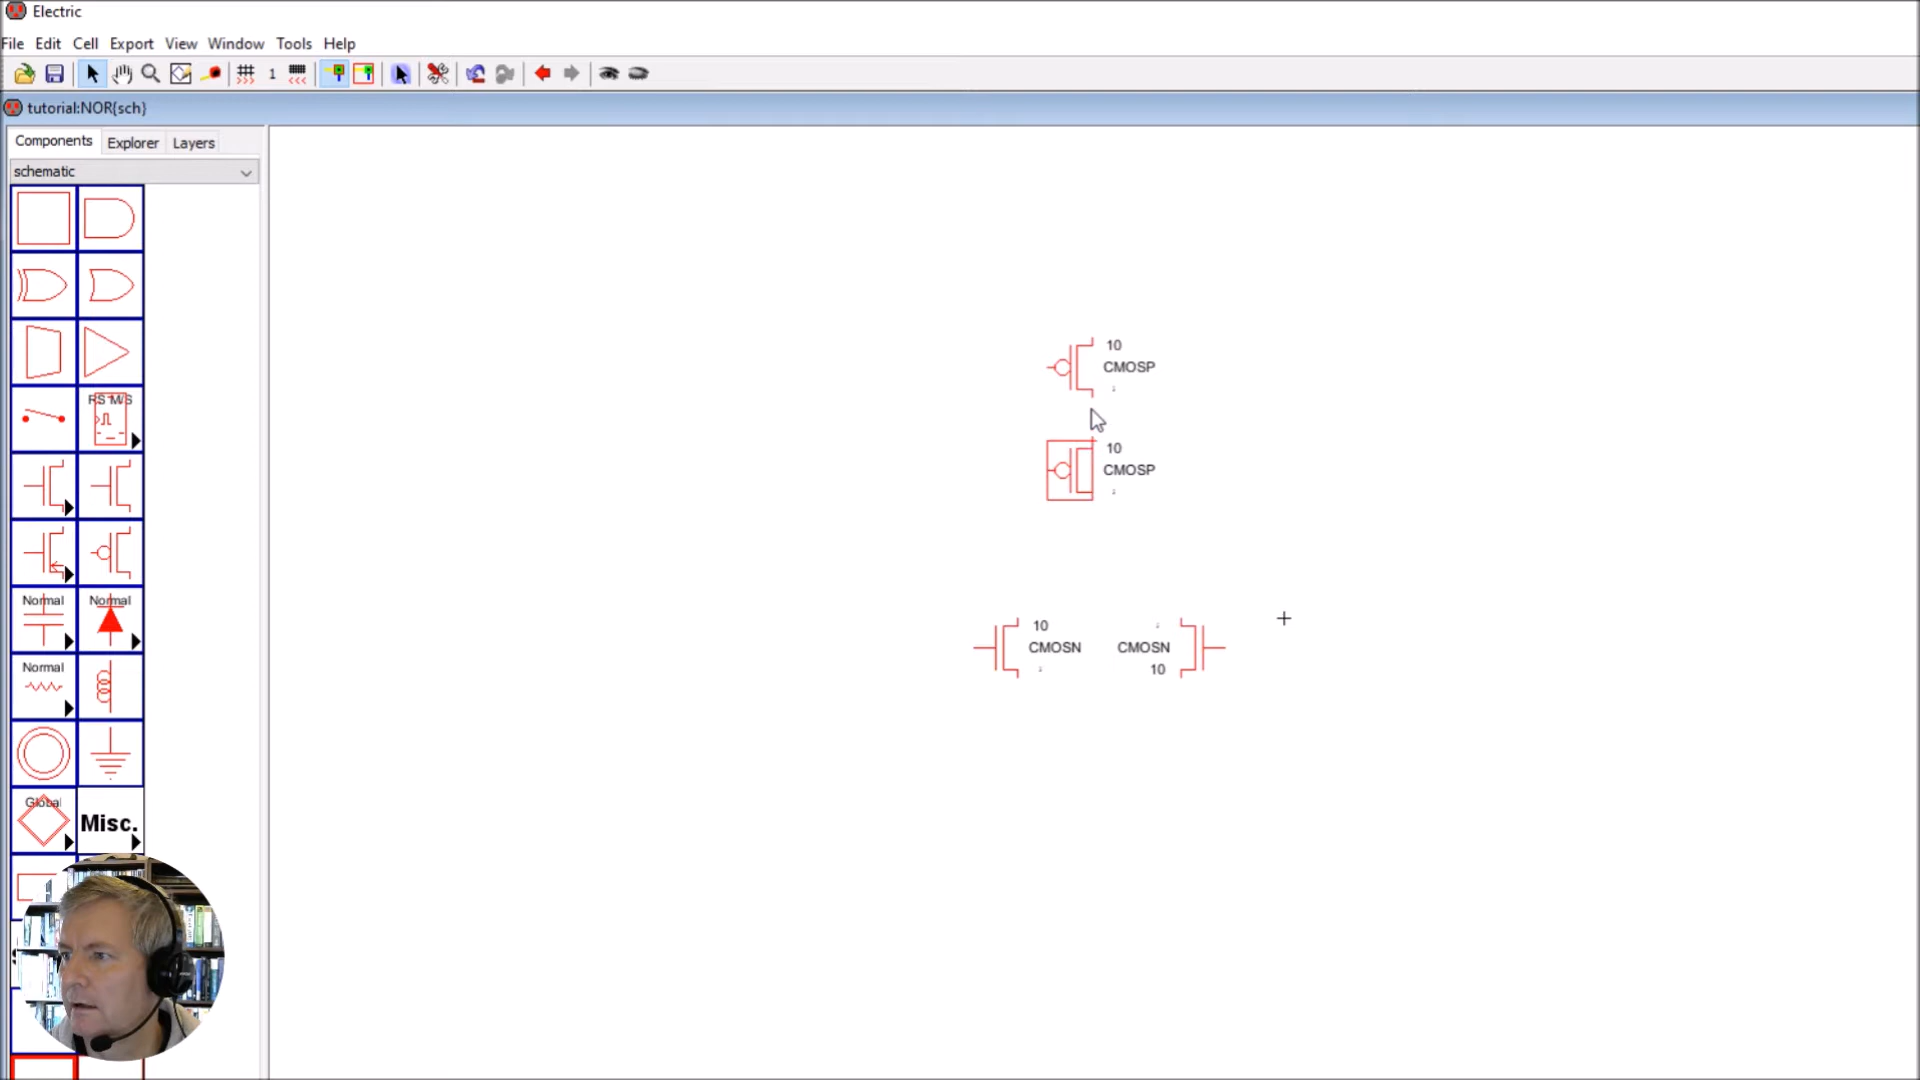 Electric
File Edit Cell Export View Window Tools Help
1
tutorial:NOR{sch}
Components Explorer Layers
schematic
RS M/S
Normal Normal
Normal
Global
Misc.
10
CMOSP
10
CMOSP
10
CMOSN
CMOSN
10